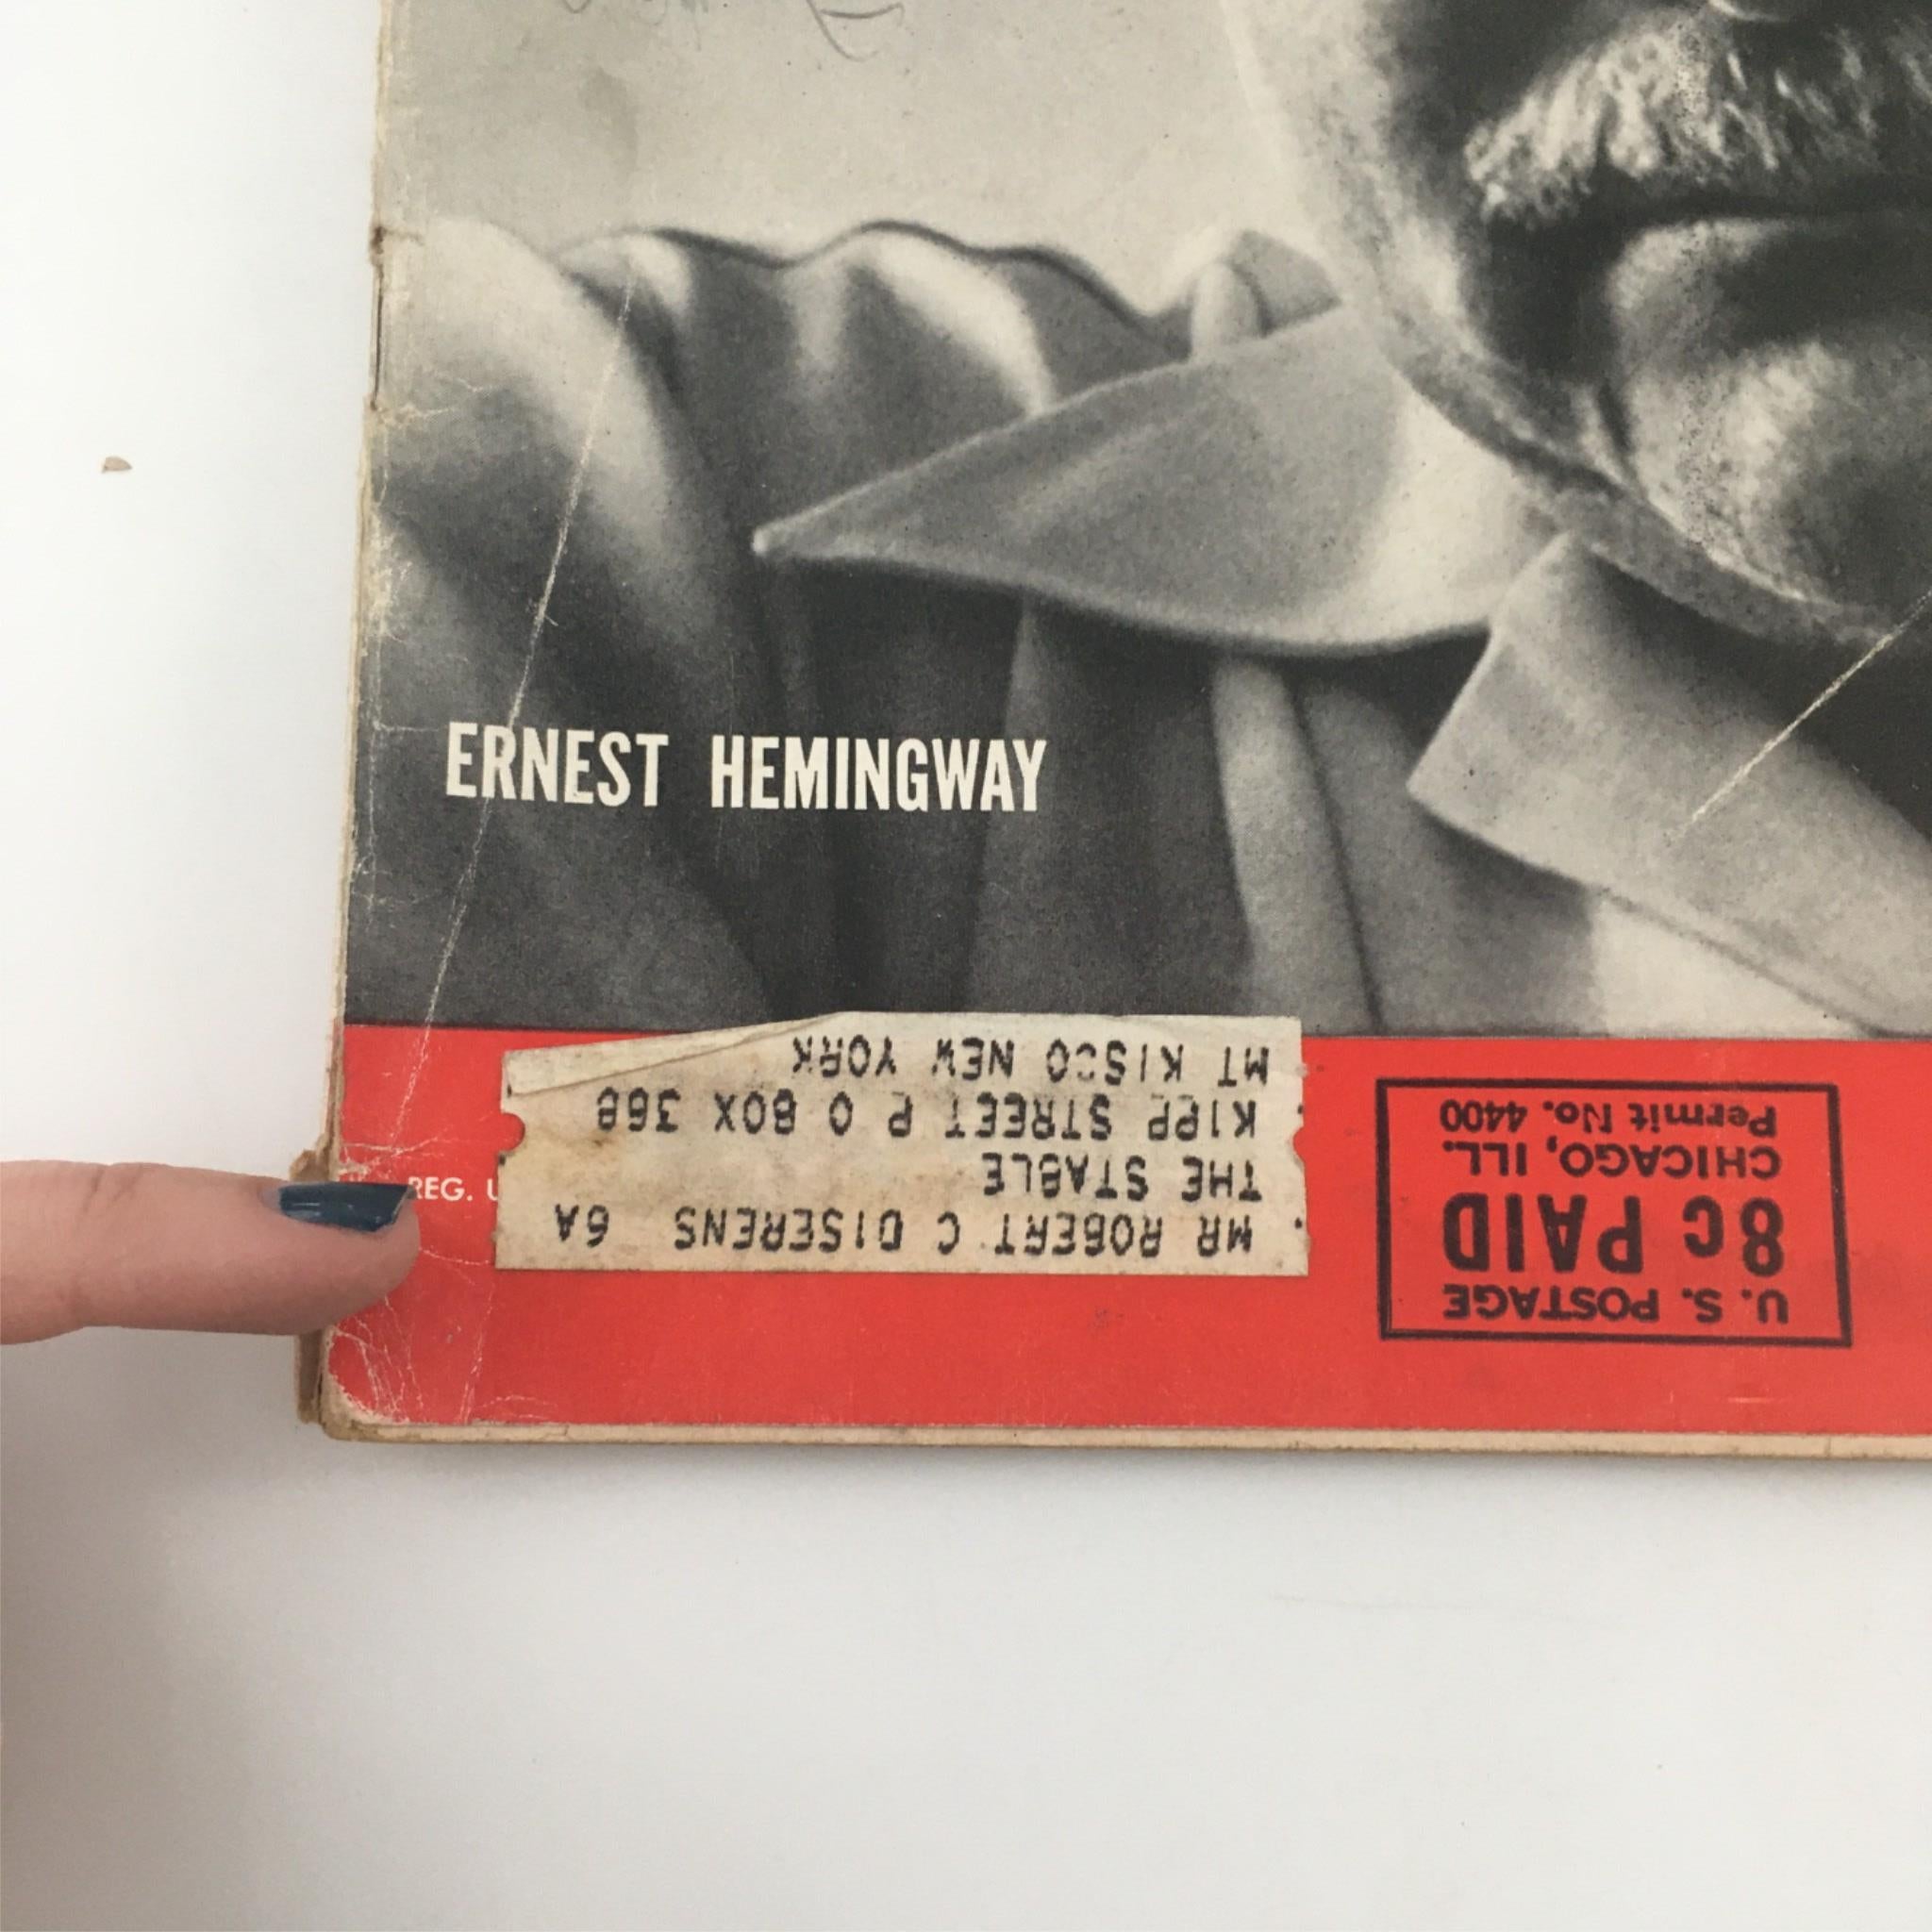 ERNEST HEMINGWAY
REG. U
MR ROBERT C DISERENS 6A
THE STABLE
KIPP STREET P O BOX 368
MT KISCO NEW YORK
U. S. POSTAGE
8c PAID
CHICAGO, ILL.
Permit No. 4400